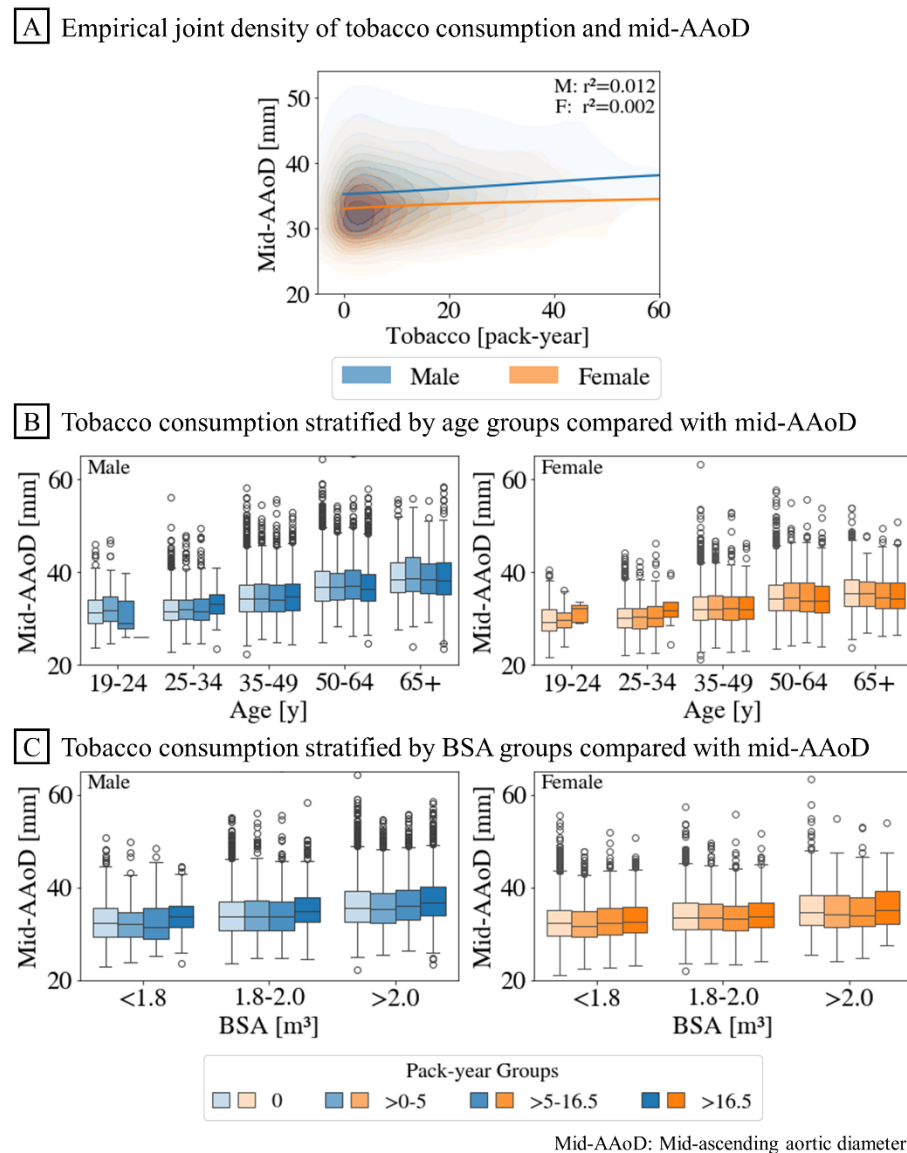 A Empirical joint density of tobacco consumption and mid-AAoD
M: r²=0.012
F: r²=0.002
Mid-AAoD [mm]
50
40
30
20
0 20 40 60
Tobacco [pack-year]
Male Female
B Tobacco consumption stratified by age groups compared with mid-AAoD
Male
Mid-AAoD [mm]
60
40
20
19-24 25-34 35-49 50-64 65+
Age [y]
Female
Mid-AAoD [mm]
60
40
20
19-24 25-34 35-49 50-64 65+
Age [y]
C Tobacco consumption stratified by BSA groups compared with mid-AAoD
Male
Mid-AAoD [mm]
60
40
20
<1.8 1.8-2.0 >2.0
BSA [m³]
Female
Mid-AAoD [mm]
60
40
20
<1.8 1.8-2.0 >2.0
BSA [m³]
Pack-year Groups
0 >0-5 >5-16.5 >16.5
Mid-AAoD: Mid-ascending aortic diameter